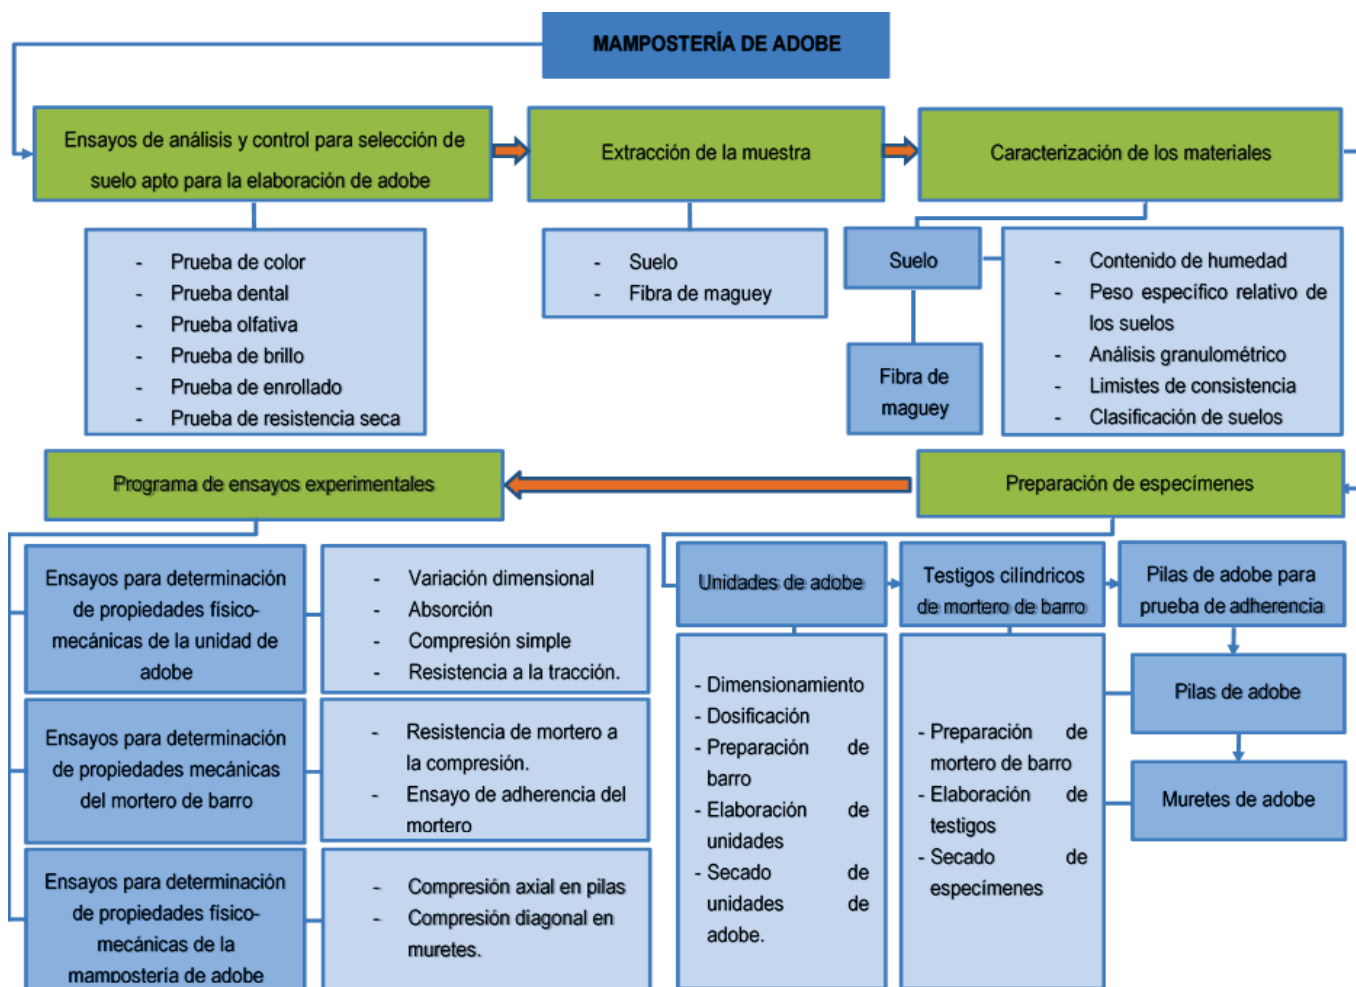 MAMPOSTERÍA DE ADOBE
Ensayos de análisis y control para selección de
suelo apto para la elaboración de adobe
Extracción de la muestra
Caracterización de los materiales
- Prueba de color
- Prueba dental
- Prueba olfativa
- Prueba de brillo
- Prueba de enrollado
- Prueba de resistencia seca
- Suelo
- Fibra de maguey
Suelo
Fibra de
maguey
- Contenido de humedad
- Peso específico relativo de
los suelos
- Análisis granulométrico
- Limistes de consistencia
- Clasificación de suelos
Programa de ensayos experimentales
Preparación de especímenes
Ensayos para determinación
de propiedades físico-
mecánicas de la unidad de
adobe
- Variación dimensional
- Absorción
- Compresión simple
- Resistencia a la tracción.
Ensayos para determinación
de propiedades mecánicas
del mortero de barro
- Resistencia de mortero a
la compresión.
- Ensayo de adherencia del
mortero
Ensayos para determinación
de propiedades físico-
mecánicas de la
mampostería de adobe
- Compresión axial en pilas
- Compresión diagonal en
muretes.
Unidades de adobe
- Dimensionamiento
- Dosificación
- Preparación de
barro
- Elaboración de
unidades
- Secado de
unidades de
adobe.
Testigos cilíndricos
de mortero de barro
- Preparación de
mortero de barro
- Elaboración de
testigos
- Secado de
especímenes
Pilas de adobe para
prueba de adherencia
Pilas de adobe
Muretes de adobe